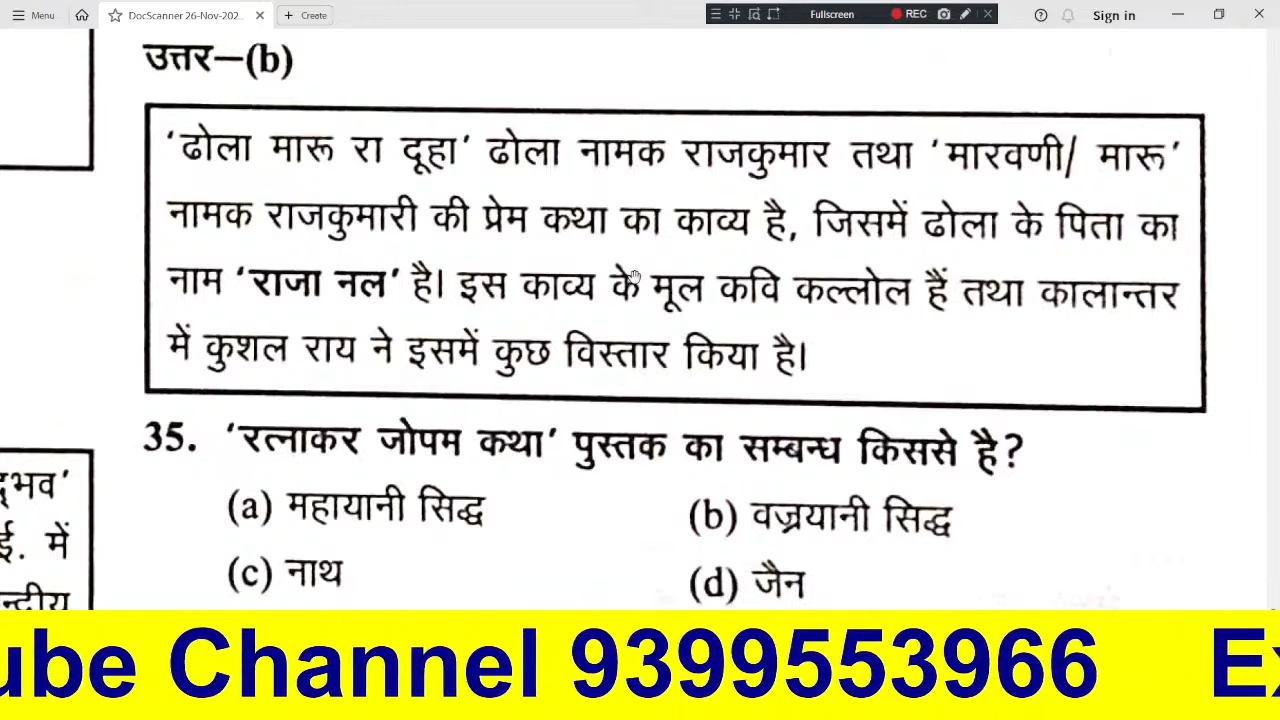 Menu DocScanner 26-Nov-202... × + Create Fullscreen REC Sign in
उत्तर–(b)
'ढोला मारू रा दूहा' ढोला नामक राजकुमार तथा 'मारवणी/ मारू'
नामक राजकुमारी की प्रेम कथा का काव्य है, जिसमें ढोला के पिता का
नाम 'राजा नल' है। इस काव्य के मूल कवि कल्लोल हैं तथा कालान्तर
में कुशल राय ने इसमें कुछ विस्तार किया है।
35. 'रत्नाकर जोपम कथा' पुस्तक का सम्बन्ध किससे है?
(a) महायानी सिद्ध (b) वज्रयानी सिद्ध
(c) नाथ (d) जैन
ई. में
ube Channel 9399553966 Ex